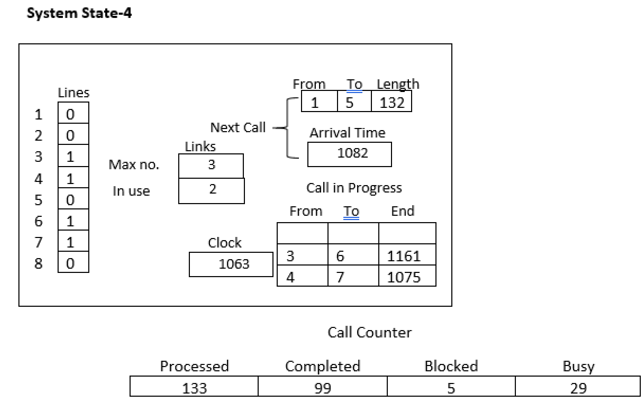 System State-4
From To Length
1 5 132
Lines
1 0
2 0
3 1
4 1
5 0
6 1
7 1
8 0
Next Call
Arrival Time
1082
Links
Max no. 3
In use 2
Call in Progress
From To End
3 6 1161
4 7 1075
Clock
1063
Call Counter
Processed Completed Blocked Busy
133 99 5 29